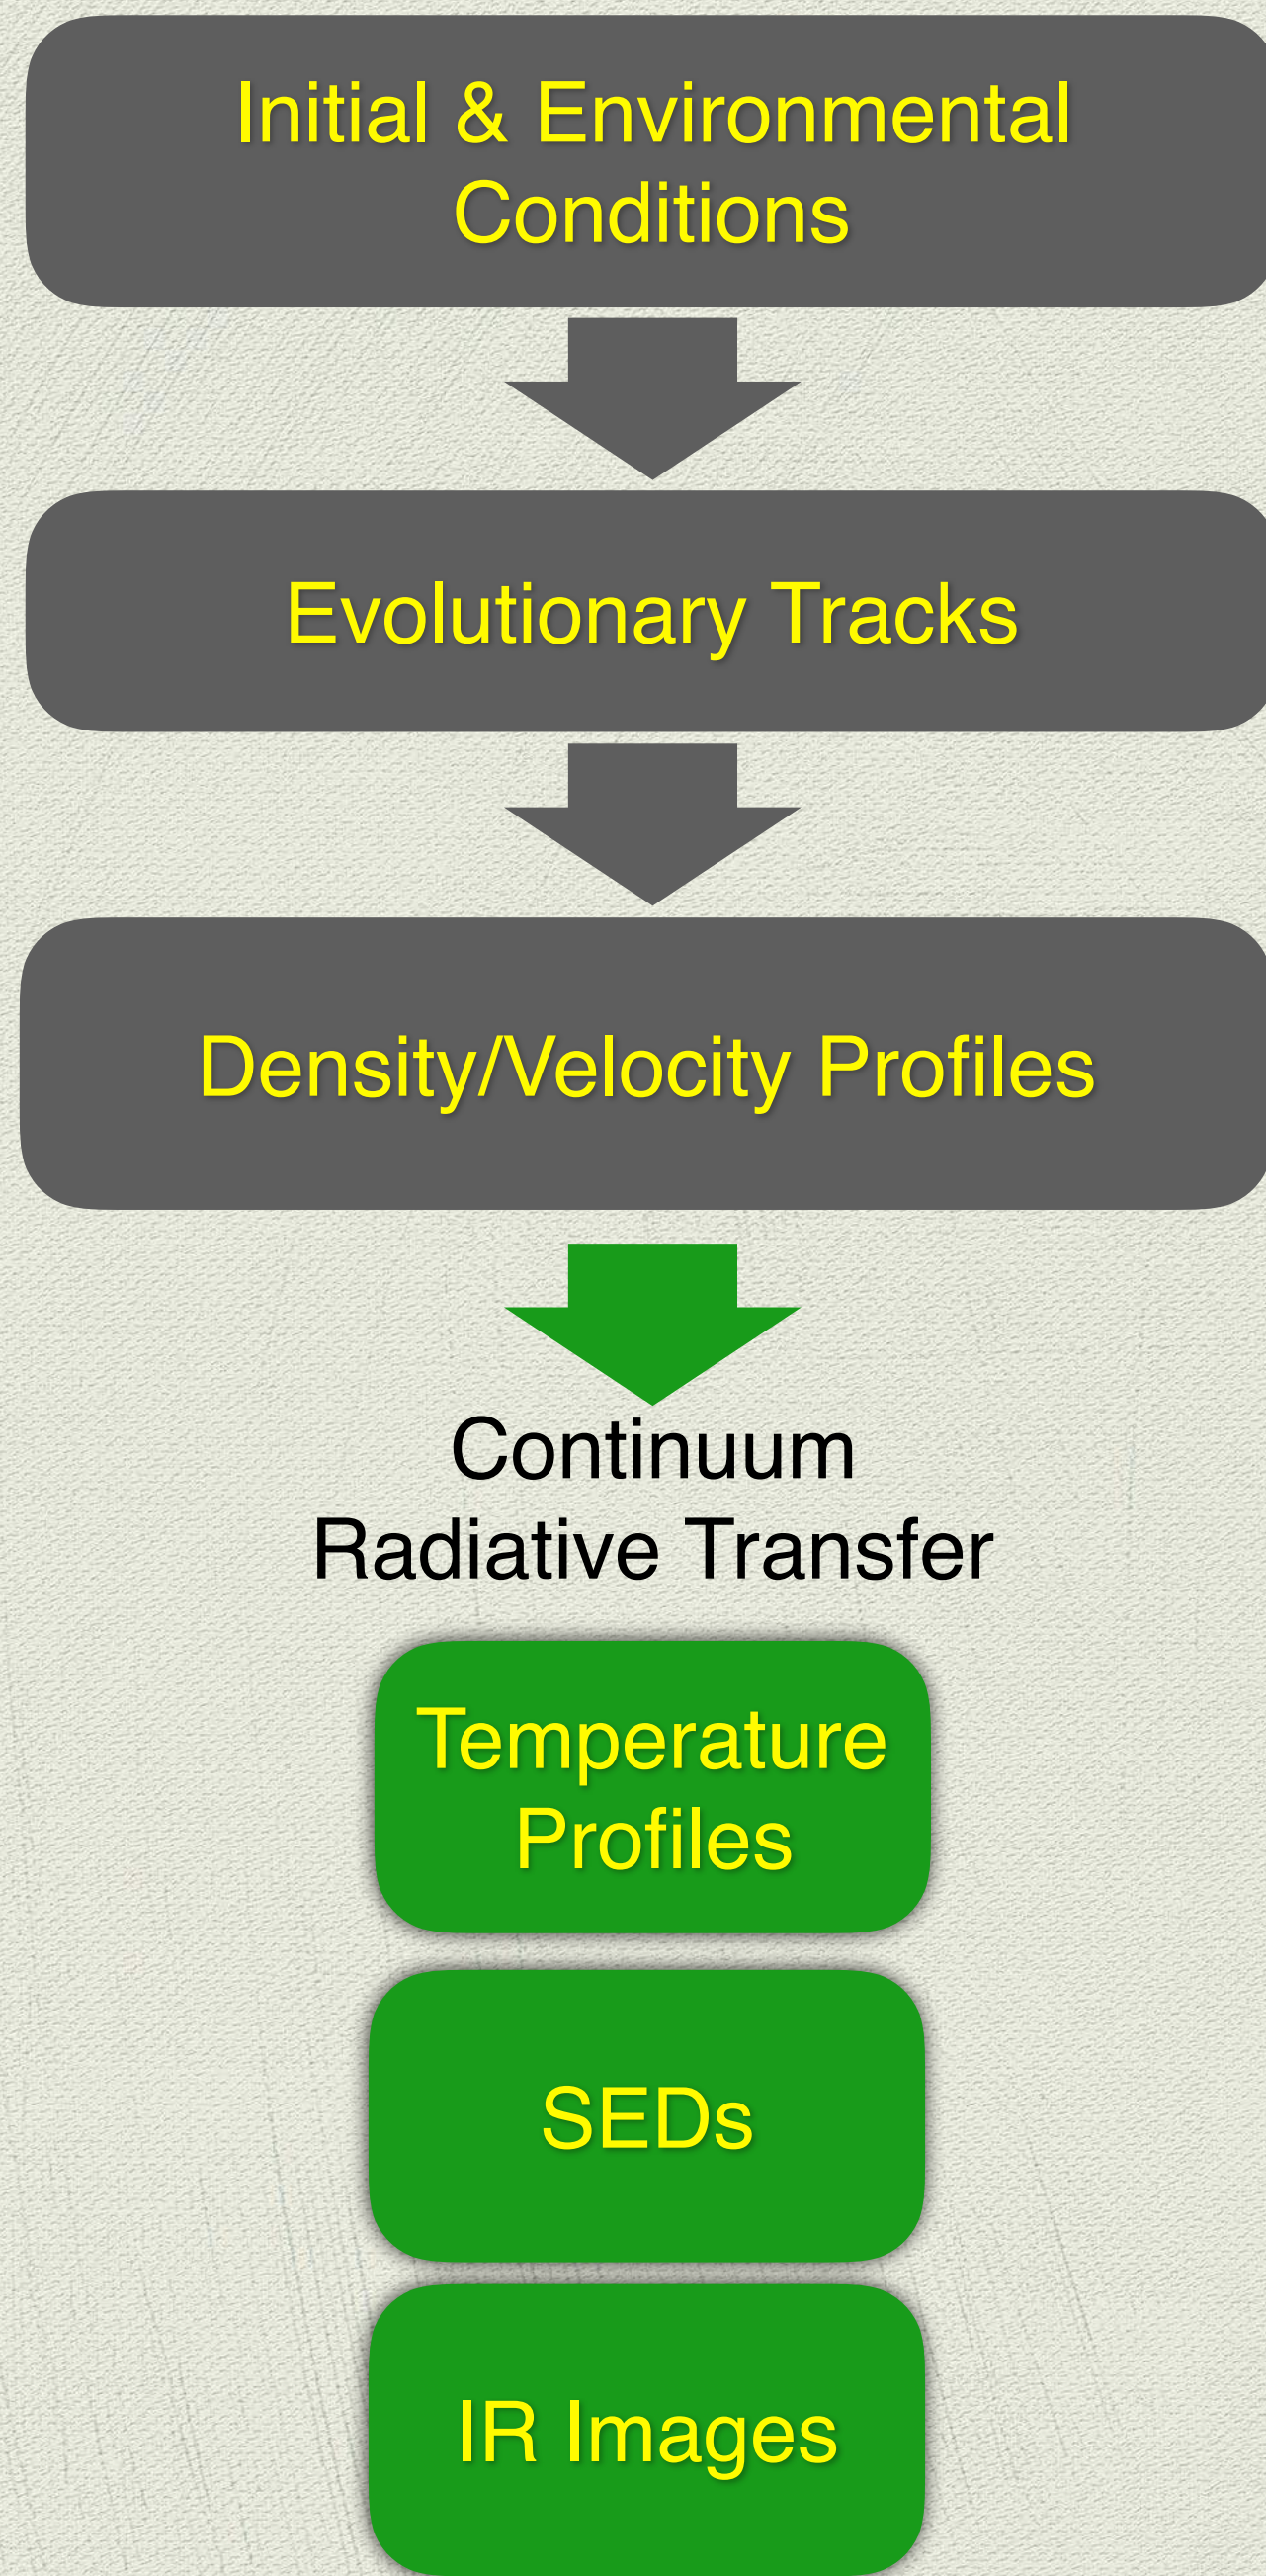 Initial & Environmental
Conditions
Evolutionary Tracks
Density/Velocity Profiles
Continuum
Radiative Transfer
Temperature
Profiles
SEDs
IR Images